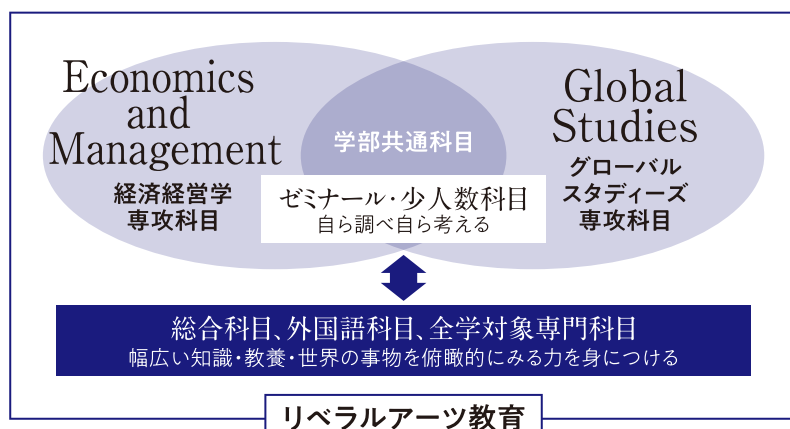 Economics
and
Management
経済経営学
専攻科目
学部共通科目
Global
Studies
グローバル
スタディーズ
専攻科目
ゼミナール・少人数科目
自ら調べ自ら考える
総合科目、外国語科目、全学対象専門科目
幅広い知識・教養・世界の事物を俯瞰的にみる力を身につける
リベラルアーツ教育